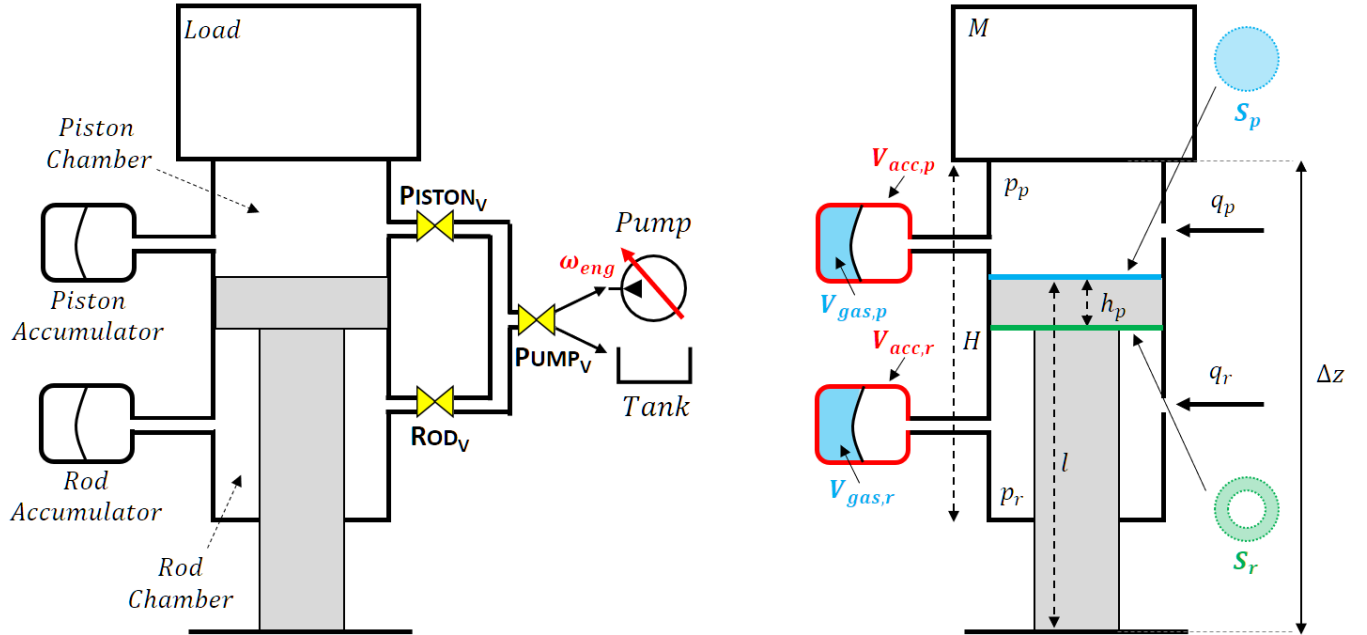 Load
Piston
Chamber
PISTONV
Pump
ωeng
Piston
Accumulator
PUMPV
Tank
RODV
Rod
Accumulator
Rod
Chamber
M
Sp
Vacc,p
pp
qp
Vgas,p
hp
Vacc,r
H
qr
Δz
l
Vgas,r
pr
Sr